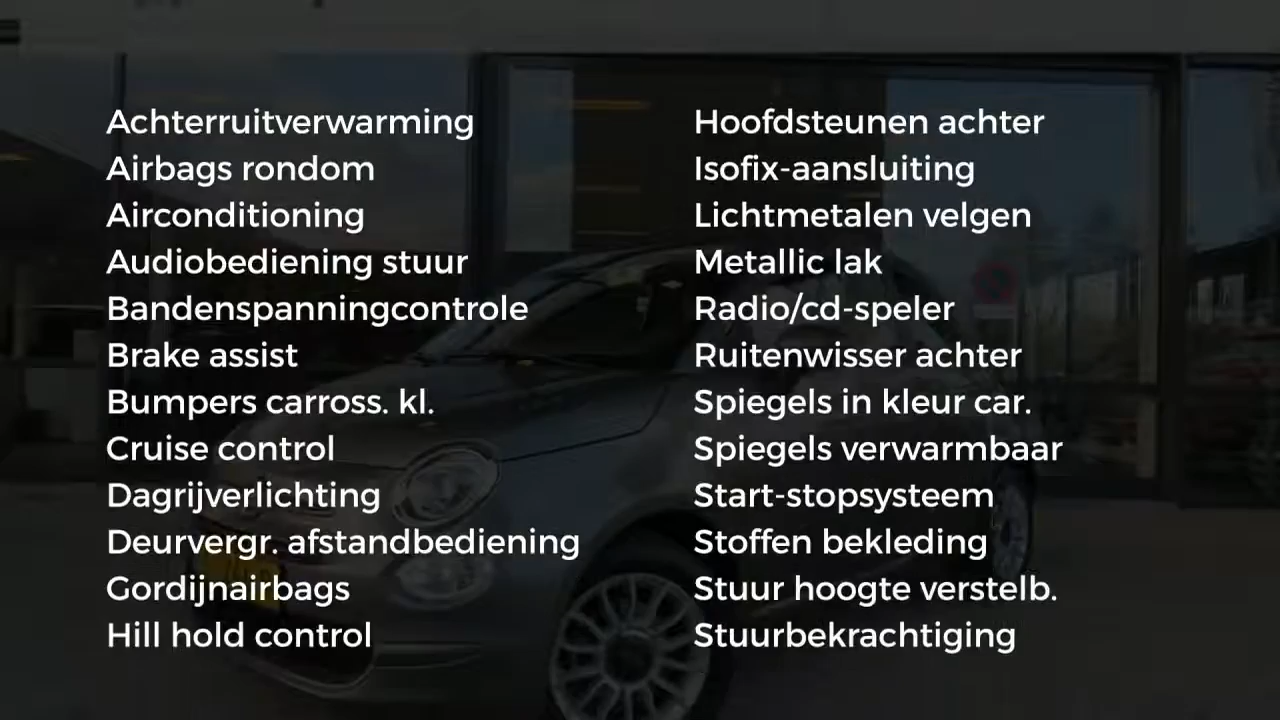 Achterruitverwarming
Airbags rondom
Airconditioning
Audiobediening stuur
Bandenspanningcontrole
Brake assist
Bumpers carross. kl.
Cruise control
Dagrijverlichting
Deurvergr. afstandbediening
Gordijnairbags
Hill hold control
Hoofdsteunen achter
Isofix-aansluiting
Lichtmetalen velgen
Metallic lak
Radio/cd-speler
Ruitenwisser achter
Spiegels in kleur car.
Spiegels verwarmbaar
Start-stopsysteem
Stoffen bekleding
Stuur hoogte verstelb.
Stuurbekrachtiging